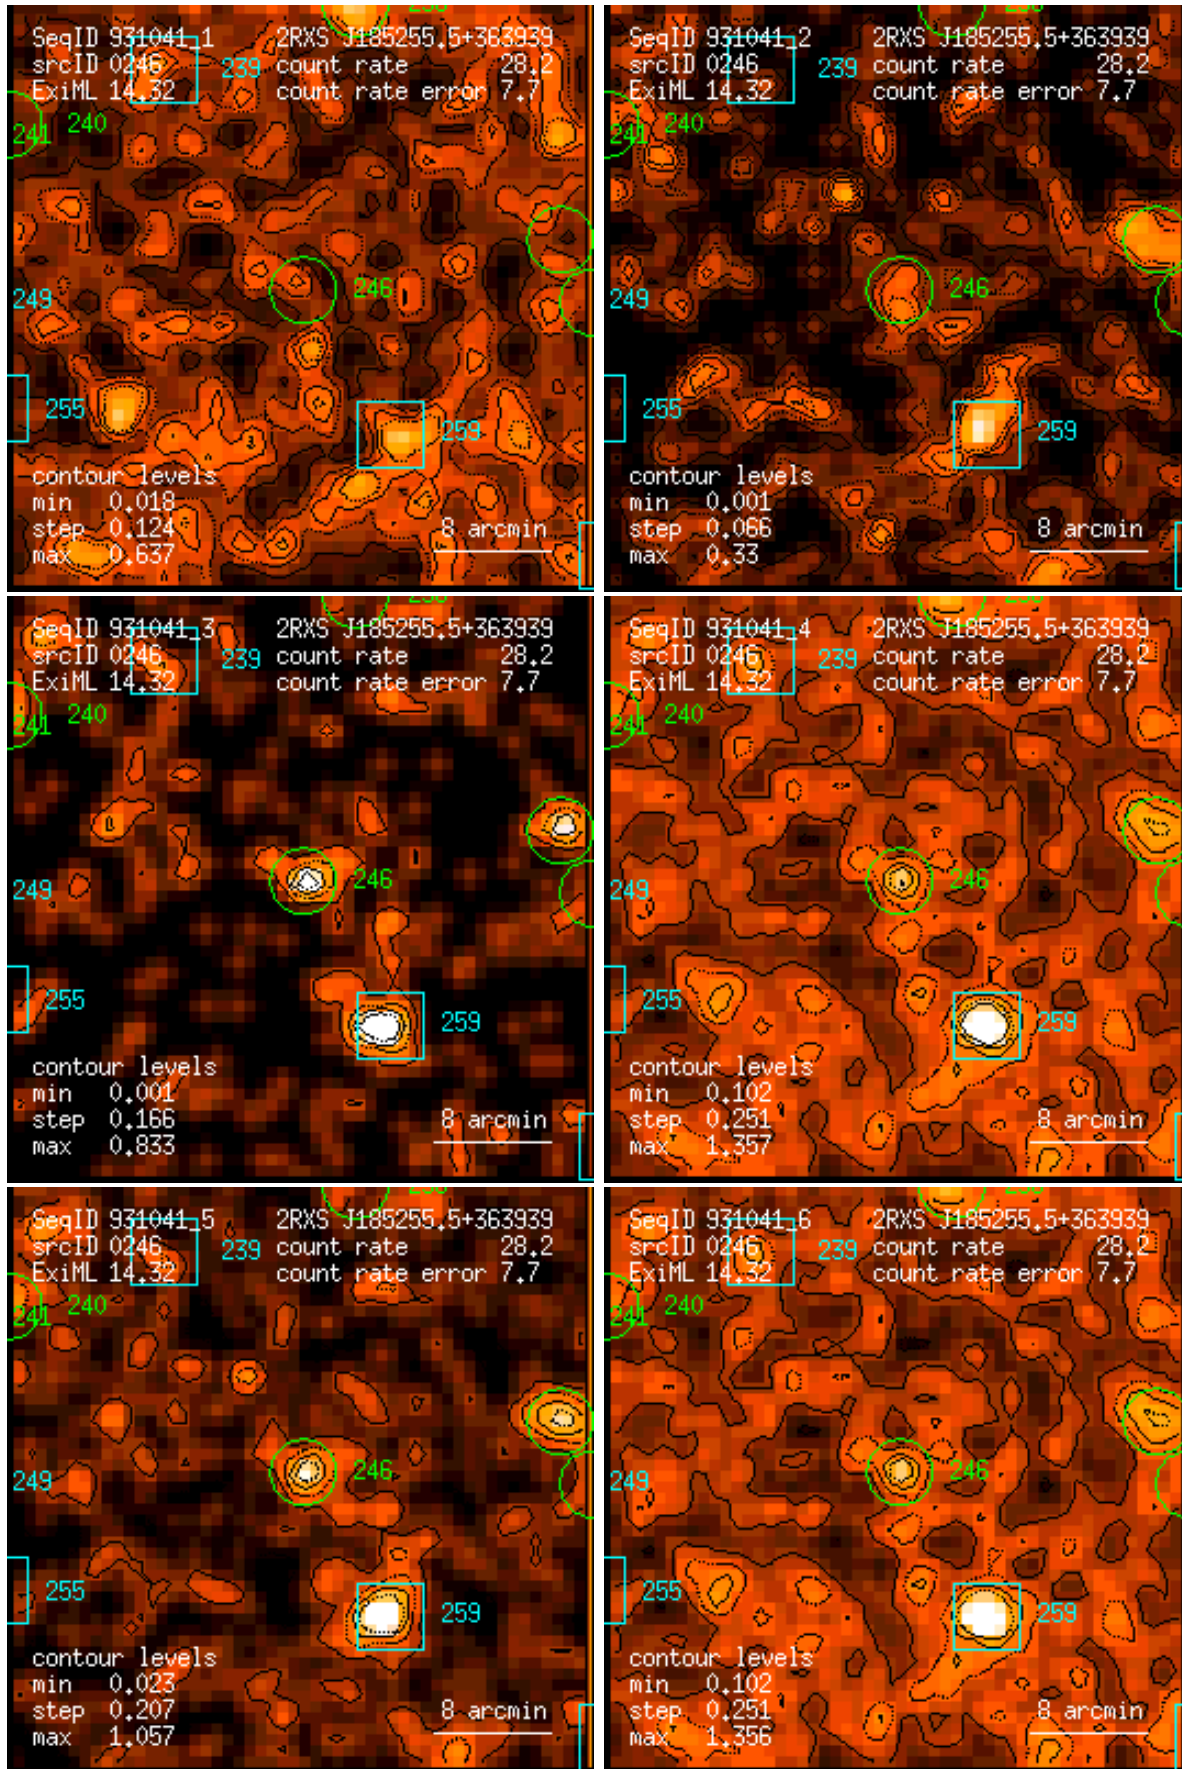 SeqID 931041_1 2RXS J185255.5+363939
srcID 0246 239 count rate 28.2
ExiML 14.32 count rate error 7.7
241 240
246
249
255 259
contour levels
min 0.018
step 0.124 8 arcmin
max 0.637
SeqID 931041_2 2RXS J185255.5+363939
srcID 0246 239 count rate 28.2
ExiML 14.32 count rate error 7.7
241 240
246
249
255 259
contour levels
min 0.001
step 0.066 8 arcmin
max 0.33
SeqID 931041_3 2RXS J185255.5+363939
srcID 0246 239 count rate 28.2
ExiML 14.32 count rate error 7.7
241 240
246
249
255 259
contour levels
min 0.001
step 0.166 8 arcmin
max 0.833
SeqID 931041_4 2RXS J185255.5+363939
srcID 0246 239 count rate 28.2
ExiML 14.32 count rate error 7.7
241 240
246
249
255 259
contour levels
min 0.102
step 0.251 8 arcmin
max 1.357
SeqID 931041_5 2RXS J185255.5+363939
srcID 0246 239 count rate 28.2
ExiML 14.32 count rate error 7.7
241 240
246
249
255 259
contour levels
min 0.023
step 0.207 8 arcmin
max 1.057
SeqID 931041_6 2RXS J185255.5+363939
srcID 0246 239 count rate 28.2
ExiML 14.32 count rate error 7.7
241 240
246
249
255 259
contour levels
min 0.102
step 0.251 8 arcmin
max 1.356